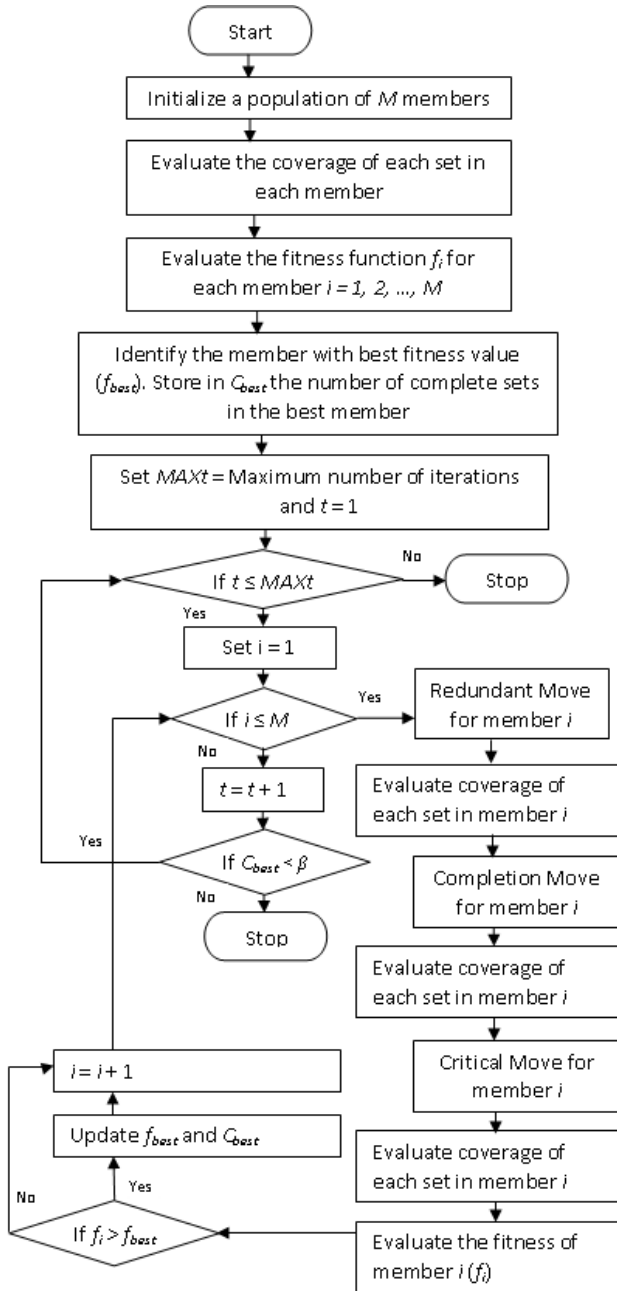 Start
Initialize a population of M members
Evaluate the coverage of each set in
each member
Evaluate the fitness function fi for
each member i = 1, 2, ..., M
Identify the member with best fitness value
(fbest). Store in Cbest the number of complete sets
in the best member
Set MAXt = Maximum number of iterations
and t = 1
If t ≤ MAXt
No
Stop
Yes
Set i = 1
If i ≤ M
Yes
Redundant Move
for member i
No
t = t + 1
Evaluate coverage of
each set in member i
Yes
If Cbest < β
No
Stop
Completion Move
for member i
Evaluate coverage of
each set in member i
Critical Move for
member i
Evaluate coverage of
each set in member i
Evaluate the fitness of
member i (fi)
i = i + 1
Update fbest and Cbest
No
Yes
If fi > fbest